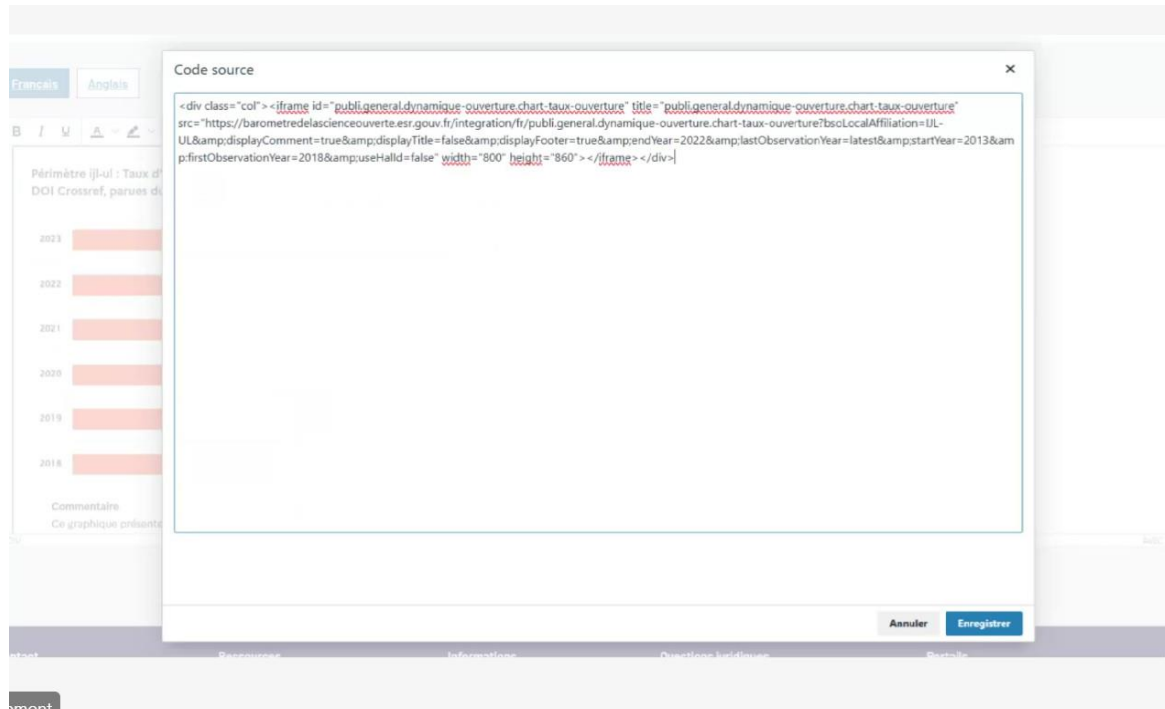 Code source
×
Français
Anglais
B I U A
<div class="col"><iframe id="publi.general.dynamique-ouverture.chart-taux-ouverture" title="publi.general.dynamique-ouverture.chart-taux-ouverture"
src="https://barometredelascienceouverte.esr.gouv.fr/integration/fr/publi.general.dynamique-ouverture.chart-taux-ouverture?bsoLocalAffiliation=IJL-
UL&amp;displayComment=true&amp;displayTitle=false&amp;displayFooter=true&amp;endYear=2022&amp;lastObservationYear=latest&amp;startYear=2013&am
p;firstObservationYear=2018&amp;useHalId=false" width="800" height="860"></iframe></div>
Périmètre ijl-ul : Taux d'
DOI Crossref, parues du
2023
2022
2021
2020
2019
2018
Commentaire
Ce graphique présente
Annuler
Enregistrer
Ressources
Informations
Questions juridiques
Portails